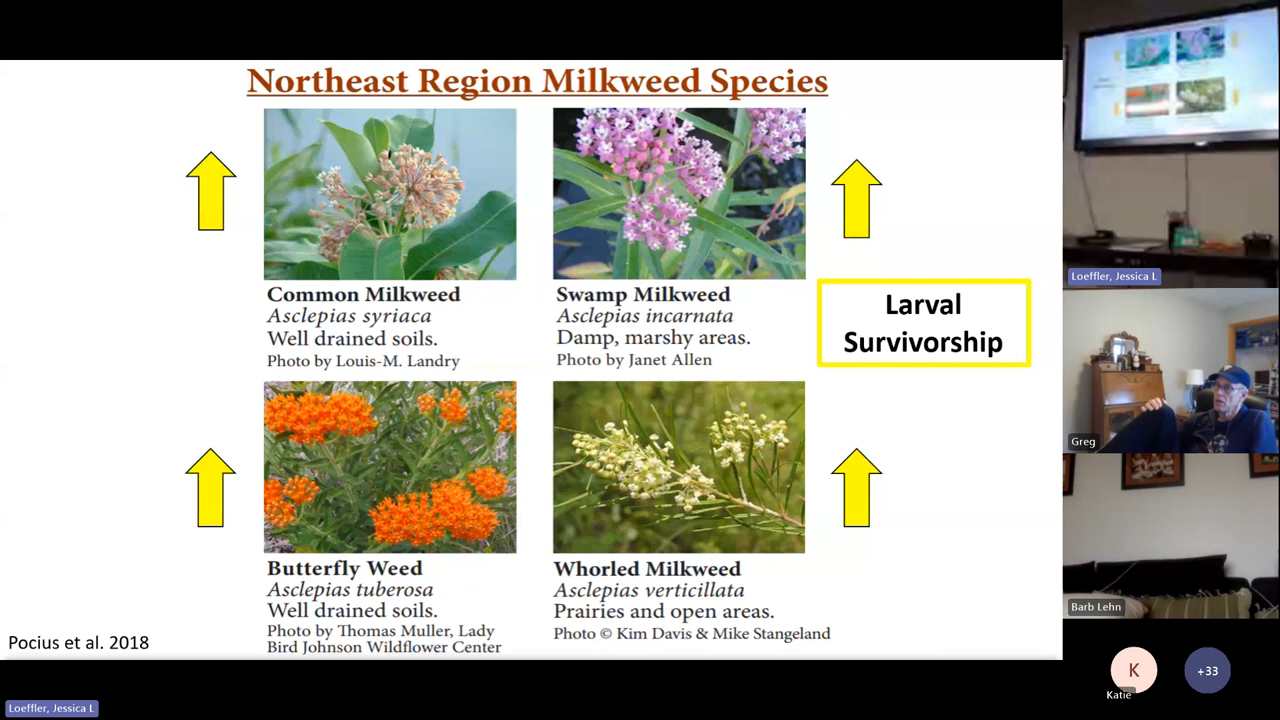 Northeast Region Milkweed Species
Common Milkweed
Asclepias syriaca
Well drained soils.
Photo by Louis-M. Landry
Swamp Milkweed
Asclepias incarnata
Damp, marshy areas.
Photo by Janet Allen
Larval
Survivorship
Butterfly Weed
Asclepias tuberosa
Well drained soils.
Photo by Thomas Muller, Lady
Bird Johnson Wildflower Center
Whorled Milkweed
Asclepias verticillata
Prairies and open areas.
Photo © Kim Davis & Mike Stangeland
Pocius et al. 2018
Loeffler, Jessica L
Loeffler, Jessica L
Greg
Barb Lehn
K
Katie
+33